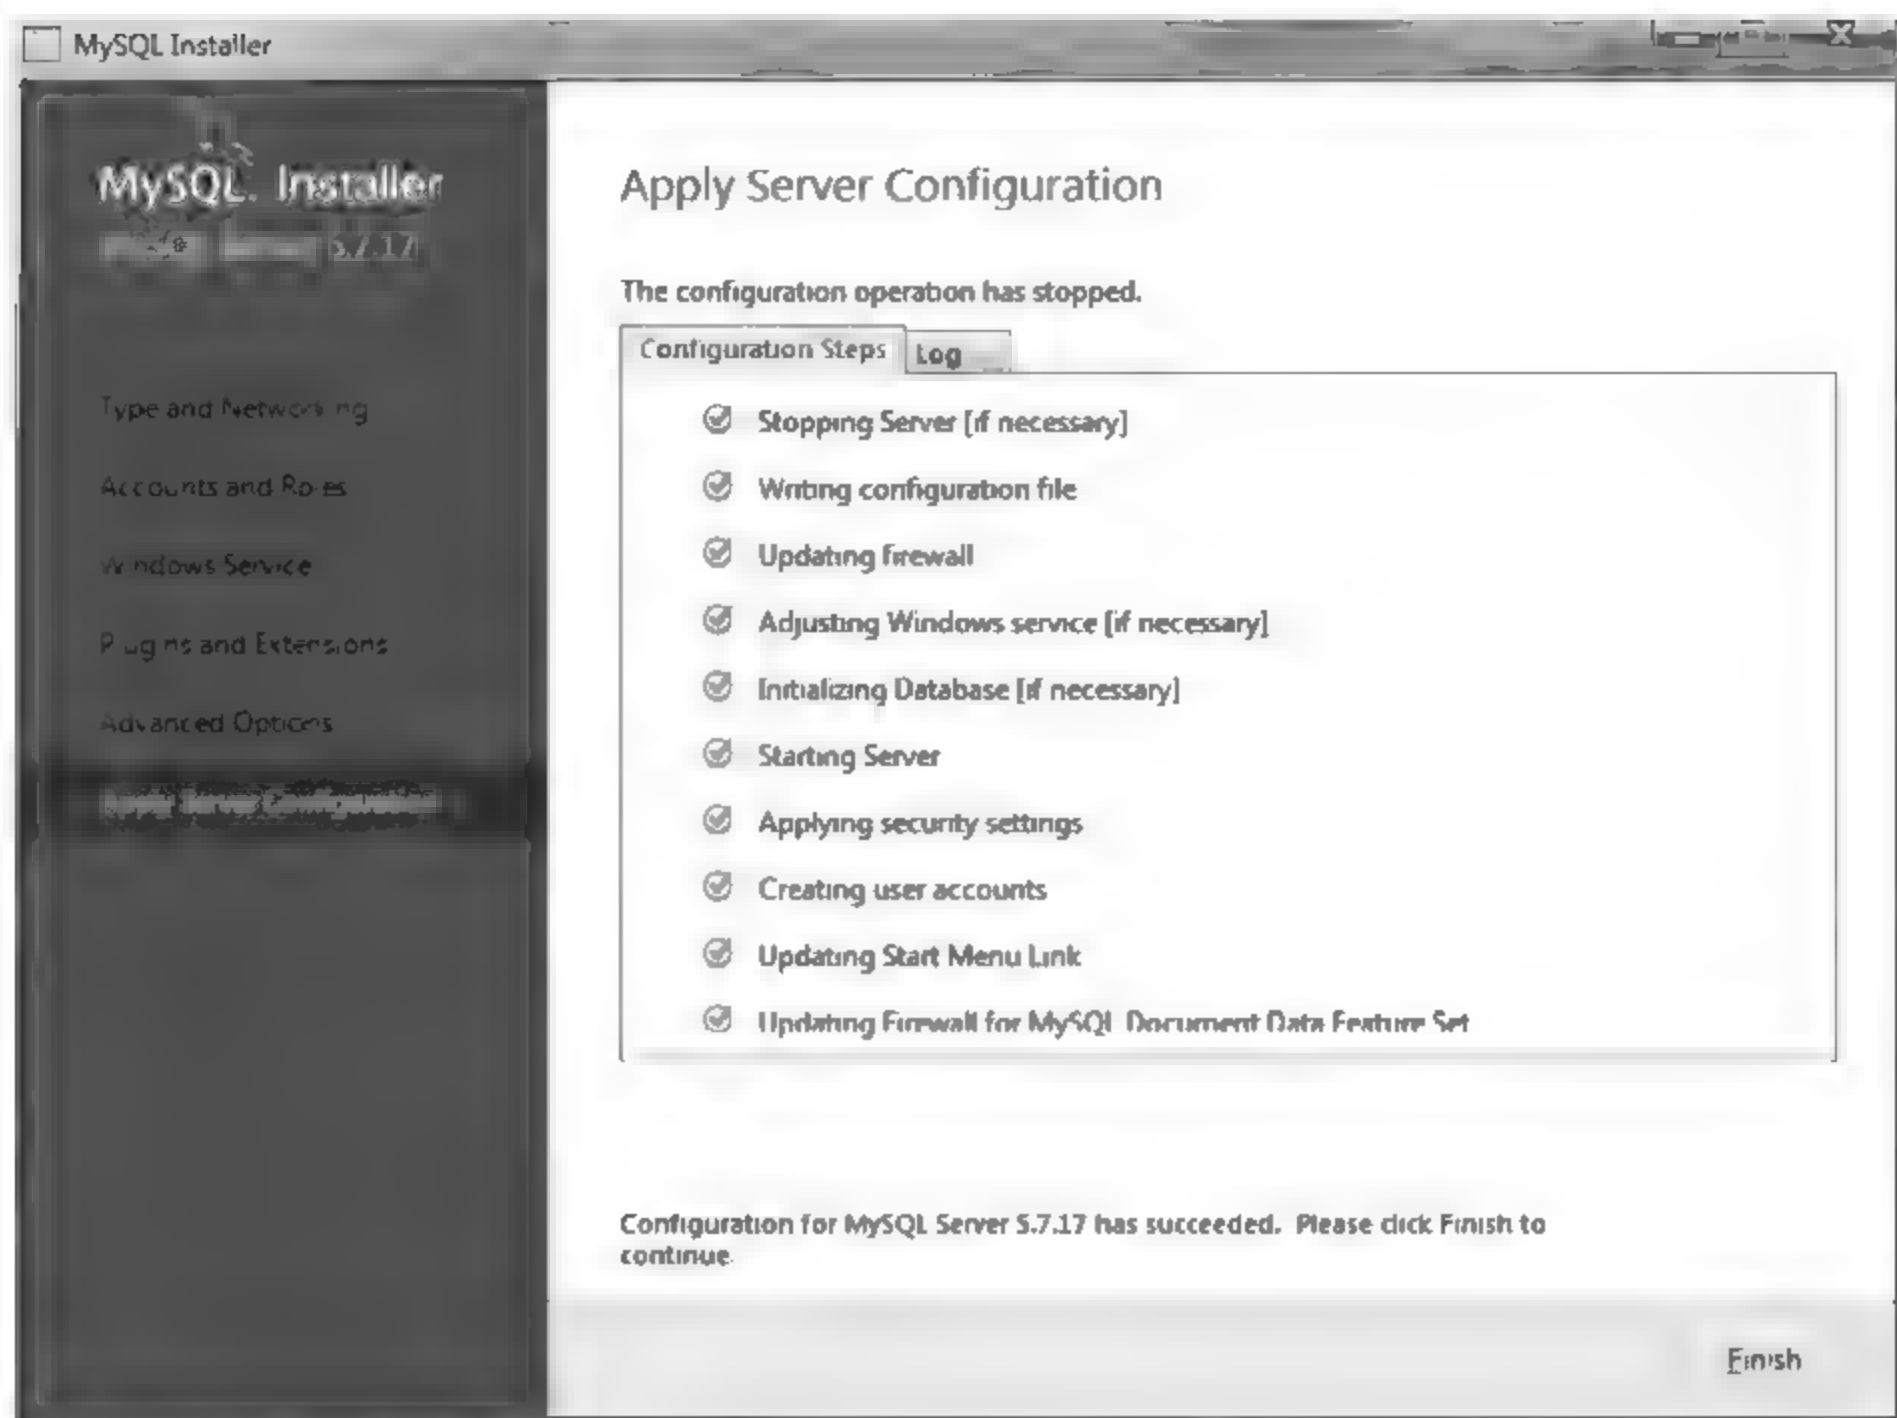 MySQL Installer
MySQL. Installer
5.7.17
Type and Networking
Accounts and Roles
Windows Service
Plugins and Extensions
Advanced Options
Apply Server Configuration
The configuration operation has stopped.
Configuration Steps
Log
Stopping Server [if necessary]
Writing configuration file
Updating firewall
Adjusting Windows service [if necessary]
Initializing Database [if necessary]
Starting Server
Applying security settings
Creating user accounts
Updating Start Menu Link
Updating Firewall for MySQL Document Data Feature Set
Configuration for MySQL Server 5.7.17 has succeeded. Please click Finish to
continue.
Finish